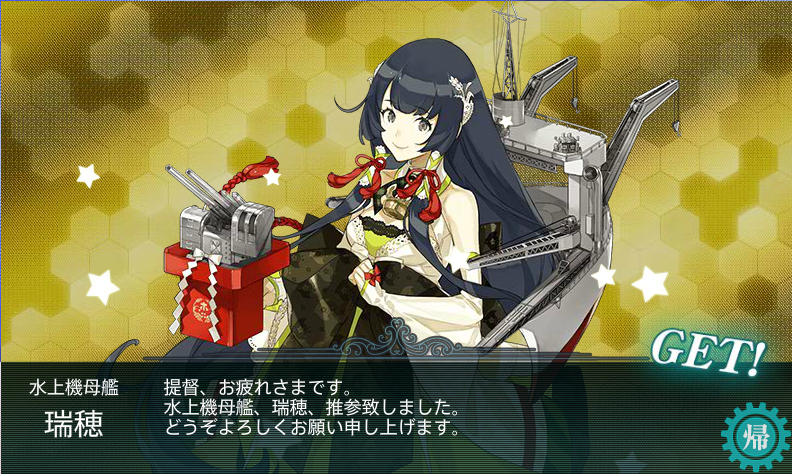 GET!
水上機母艦
瑞穂
提督、お疲れさまです。
水上機母艦、瑞穂、推参致しました。
どうぞよろしくお願い申し上げます。
帰